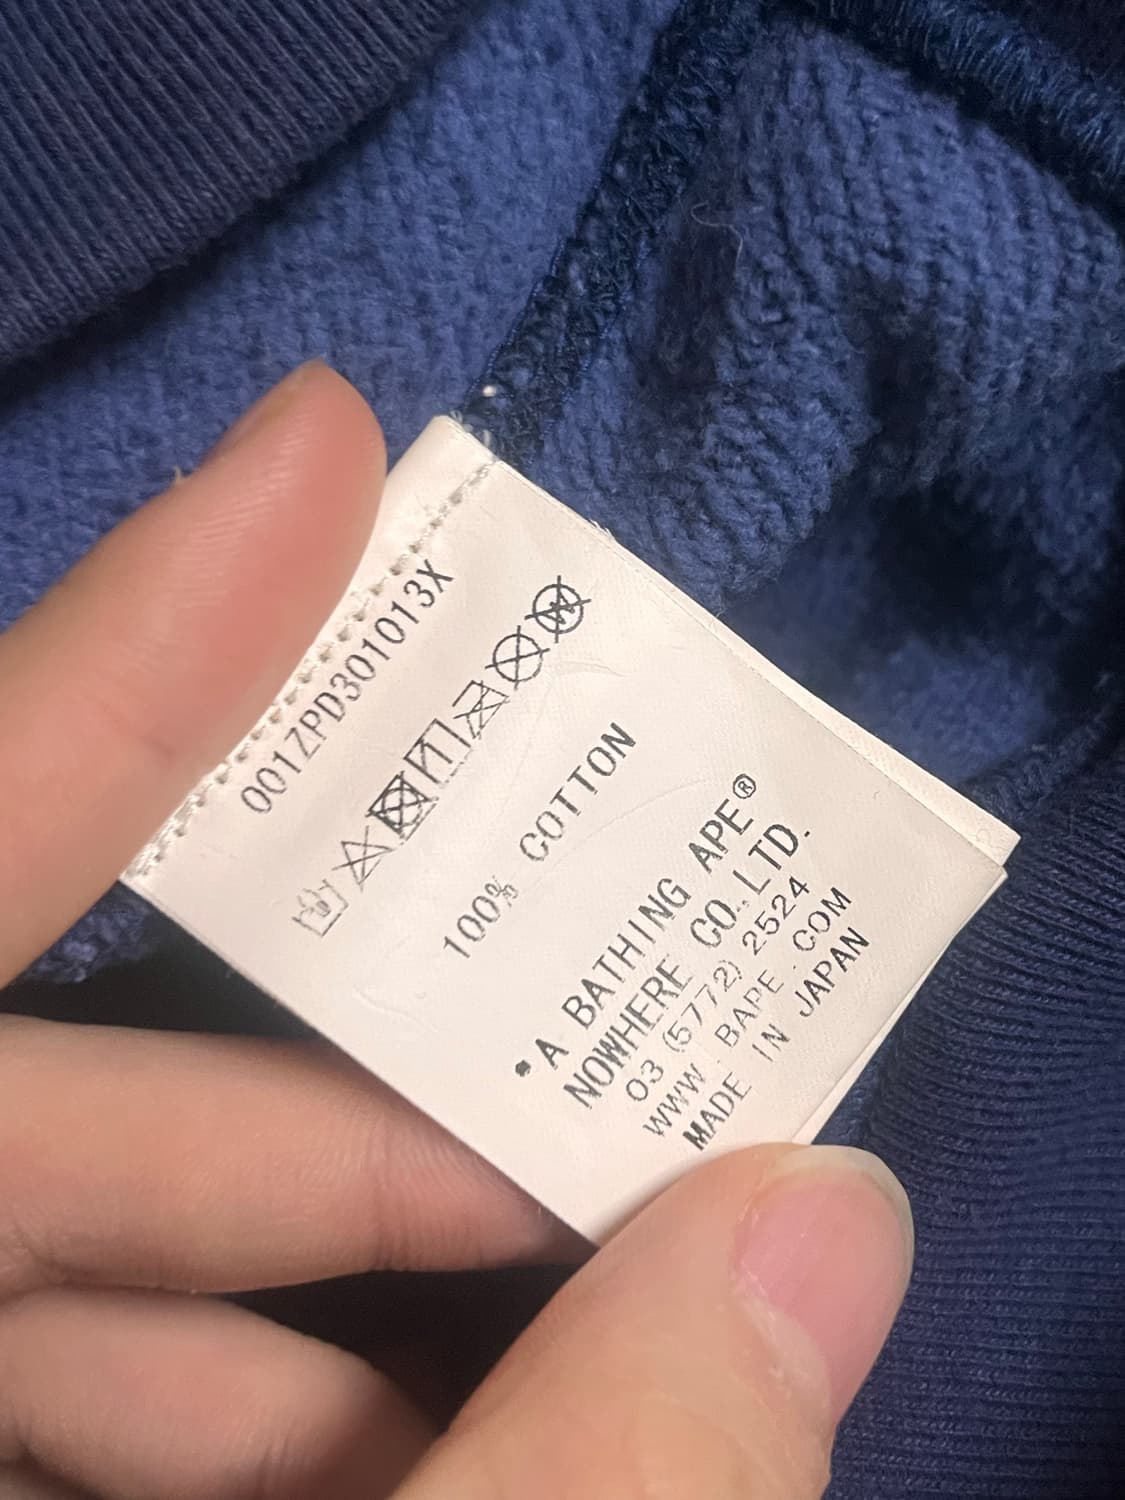 001ZPD301013X
100% COTTON
*A BATHING APE®
NOWHERE CO.,LTD.
03 (5772) 2524
WWW.BAPE.COM
MADE IN JAPAN